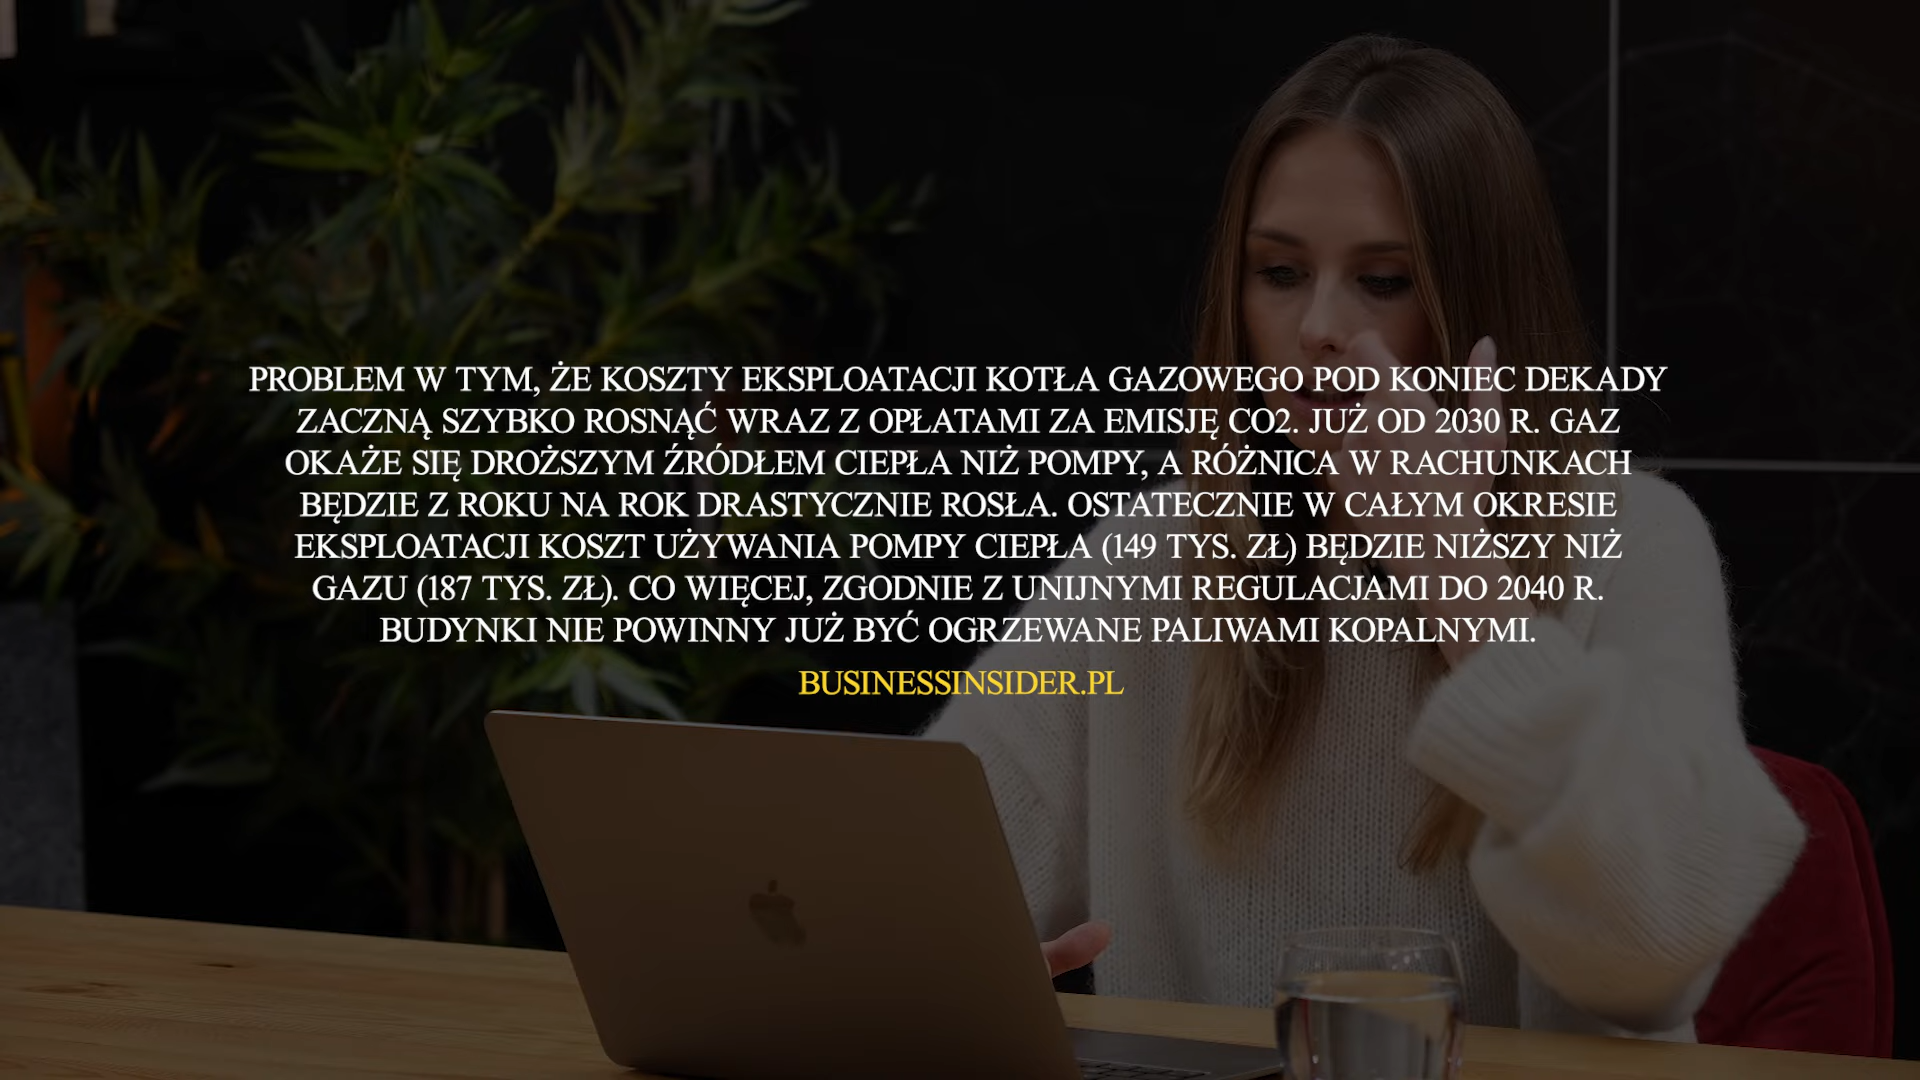 PROBLEM W TYM, ŻE KOSZTY EKSPLOATACJI KOTŁA GAZOWEGO POD KONIEC DEKADY
ZACZNĄ SZYBKO ROSNĄĆ WRAZ Z OPŁATAMI ZA EMISJĘ CO2. JUŻ OD 2030 R. GAZ
OKAŻE SIĘ DROŻSZYM ŹRÓDŁEM CIEPŁA NIŻ POMPY, A RÓŻNICA W RACHUNKACH
BĘDZIE Z ROKU NA ROK DRASTYCZNIE ROSŁA. OSTATECZNIE W CAŁYM OKRESIE
EKSPLOATACJI KOSZT UŻYWANIA POMPY CIEPŁA (149 TYS. ZŁ) BĘDZIE NIŻSZY NIŻ
GAZU (187 TYS. ZŁ). CO WIĘCEJ, ZGODNIE Z UNIJNYMI REGULACJAMI DO 2040 R.
BUDYNKI NIE POWINNY JUŻ BYĆ OGRZEWANE PALIWAMI KOPALNYMI.
BUSINESSINSIDER.PL